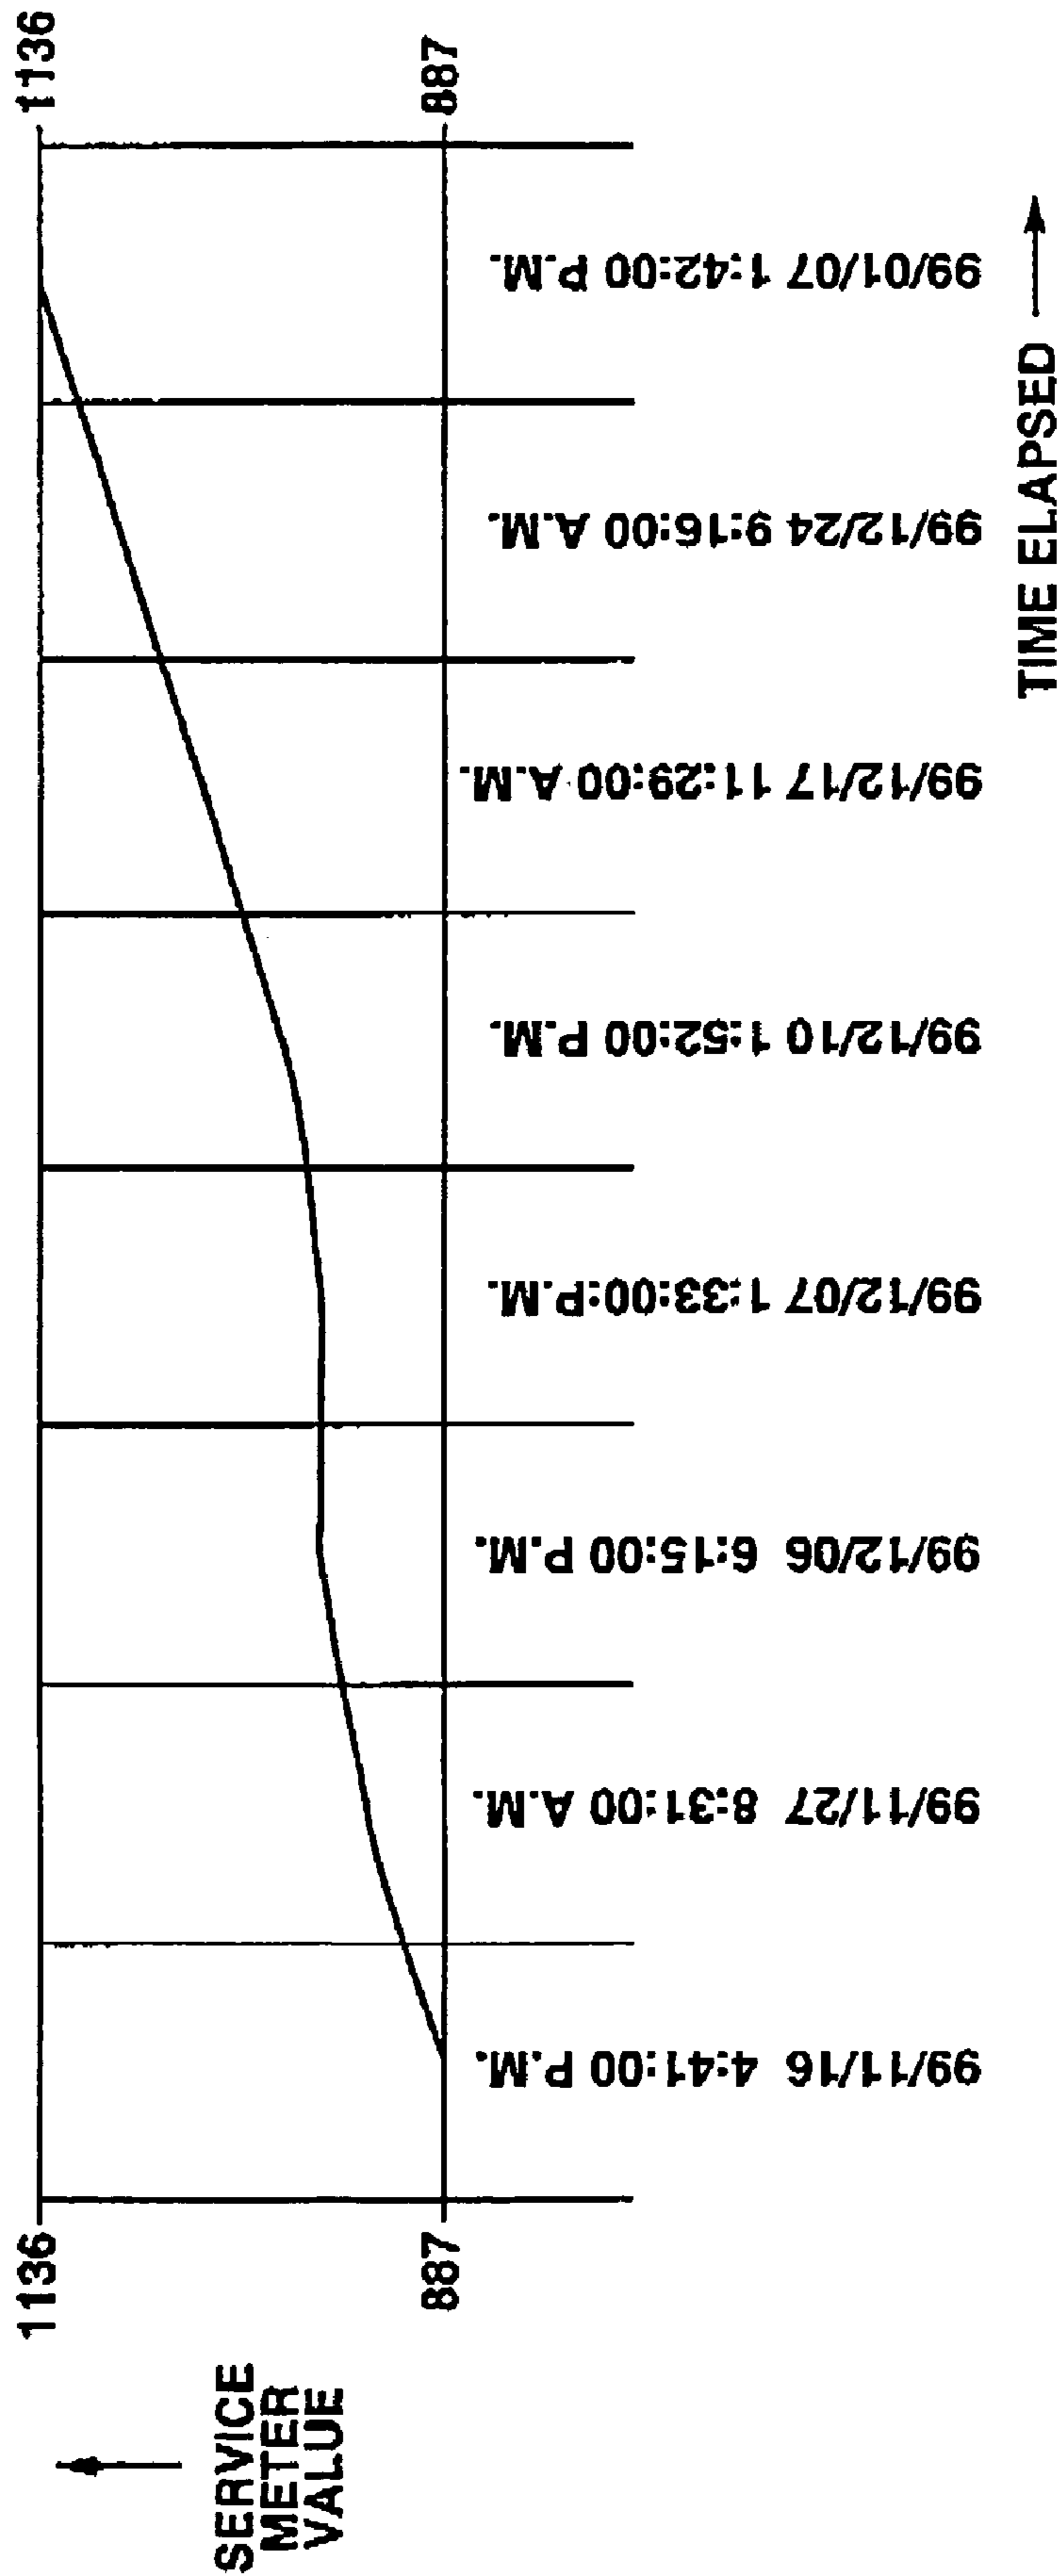 SERVICE
METER
VALUE
1136
1136
887
887
99/11/16 4:41:00 P.M.
99/11/27 8:31:00 A.M.
99/12/06 6:15:00 P.M.
99/12/07 1:33:00:P.M.
99/12/10 1:52:00 P.M.
99/12/17 11:29:00 A.M.
99/12/24 9:16:00 A.M.
99/01/07 1:42:00 P.M.
TIME ELAPSED